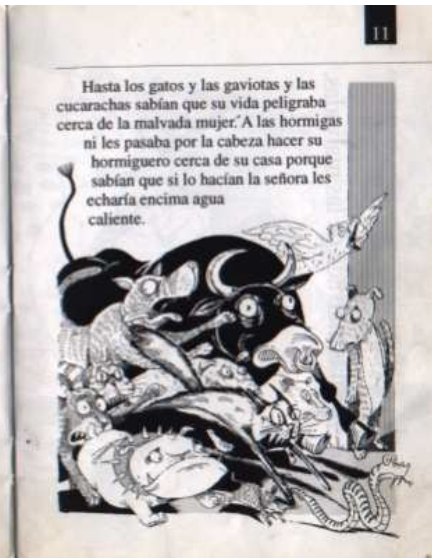 11
Hasta los gatos y las gaviotas y las
cucarachas sabían que su vida peligraba
cerca de la malvada mujer. A las hormigas
ni les pasaba por la cabeza hacer su
hormiguero cerca de su casa porque
sabían que si lo hacían la señora les
echaría encima agua
caliente.